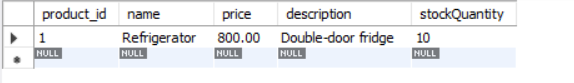 product_id name price description stockQuantity
1 Refrigerator 800.00 Double-door fridge 10
NULL NULL NULL NULL NULL